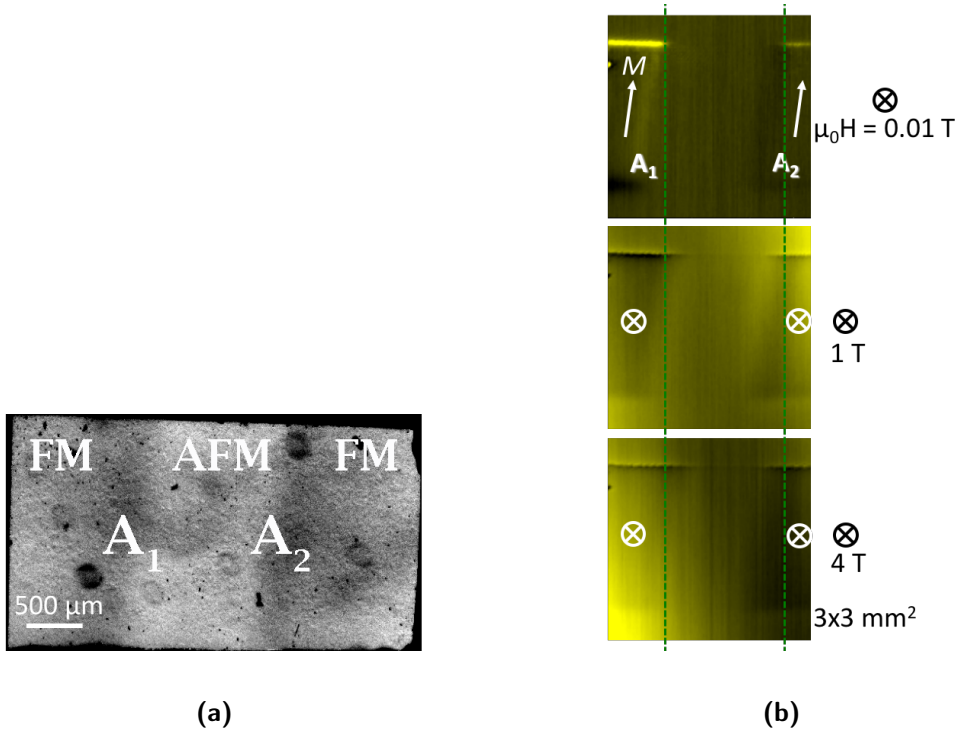 FM AFM FM
A₁ A₂
500 µm
(a)
M
A₁ A₂
µ₀H = 0.01 T
1 T
4 T
3x3 mm²
(b)